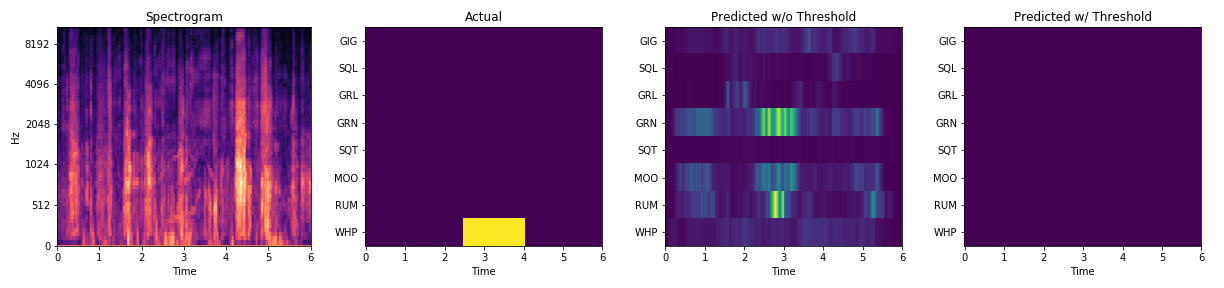 Spectrogram
Actual
Predicted w/o Threshold
Predicted w/ Threshold
Hz
8192
4096
2048
1024
512
0
0 1 2 3 4 5 6
Time
GIG
SQL
GRL
GRN
SQT
MOO
RUM
WHP
0 1 2 3 4 5 6
Time
GIG
SQL
GRL
GRN
SQT
MOO
RUM
WHP
0 1 2 3 4 5 6
Time
GIG
SQL
GRL
GRN
SQT
MOO
RUM
WHP
0 1 2 3 4 5 6
Time